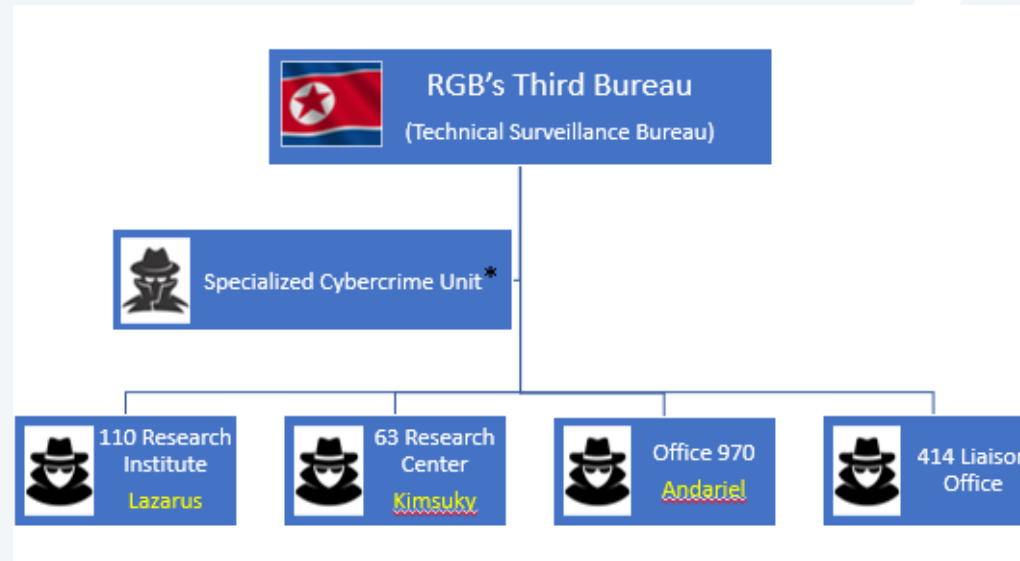 RGB's Third Bureau
(Technical Surveillance Bureau)
Specialized Cybercrime Unit*
110 Research
Institute
Lazarus
63 Research
Center
Kimsuky
Office 970
Andariel
414 Liaison
Office